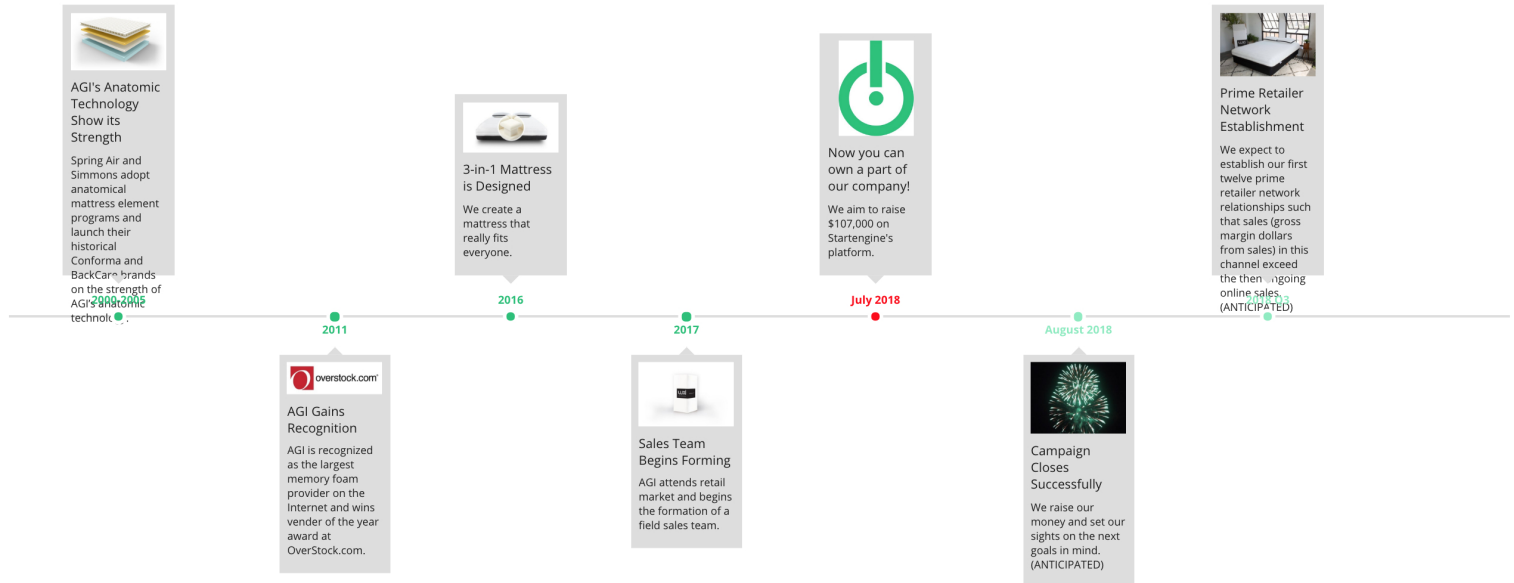 AGI's Anatomic
Technology
Show its
Strength
Spring Air and
Simmons adopt
anatomical
mattress element
programs and
launch their
historical
Conforma and
BackCare brands
on the strength of
AGI's anatomic
2000-2005
overstock.com
2011
AGI Gains
Recognition
AGI is recognized
as the largest
memory foam
provider on the
Internet and wins
vender of the year
award at
OverStock.com.
3-in-1 Mattress
is Designed
We create a
mattress that
really fits
everyone.
2016
2017
Sales Team
Begins Forming
AGI attends retail
market and begins
the formation of a
field sales team.
Now you can
own a part of
our company!
We aim to raise
$107,000 on
Startengine's
platform.
July 2018
August 2018
Campaign
Closes
Successfully
We raise our
money and set our
sights on the next
goals in mind.
(ANTICIPATED)
Prime Retailer
Network
Establishment
We expect to
establish our first
twelve prime
retailer network
relationships such
that sales (gross
margin dollars
from sales) in this
channel exceed
the then ongoing
online sales.
(ANTICIPATED)
2018 Q3